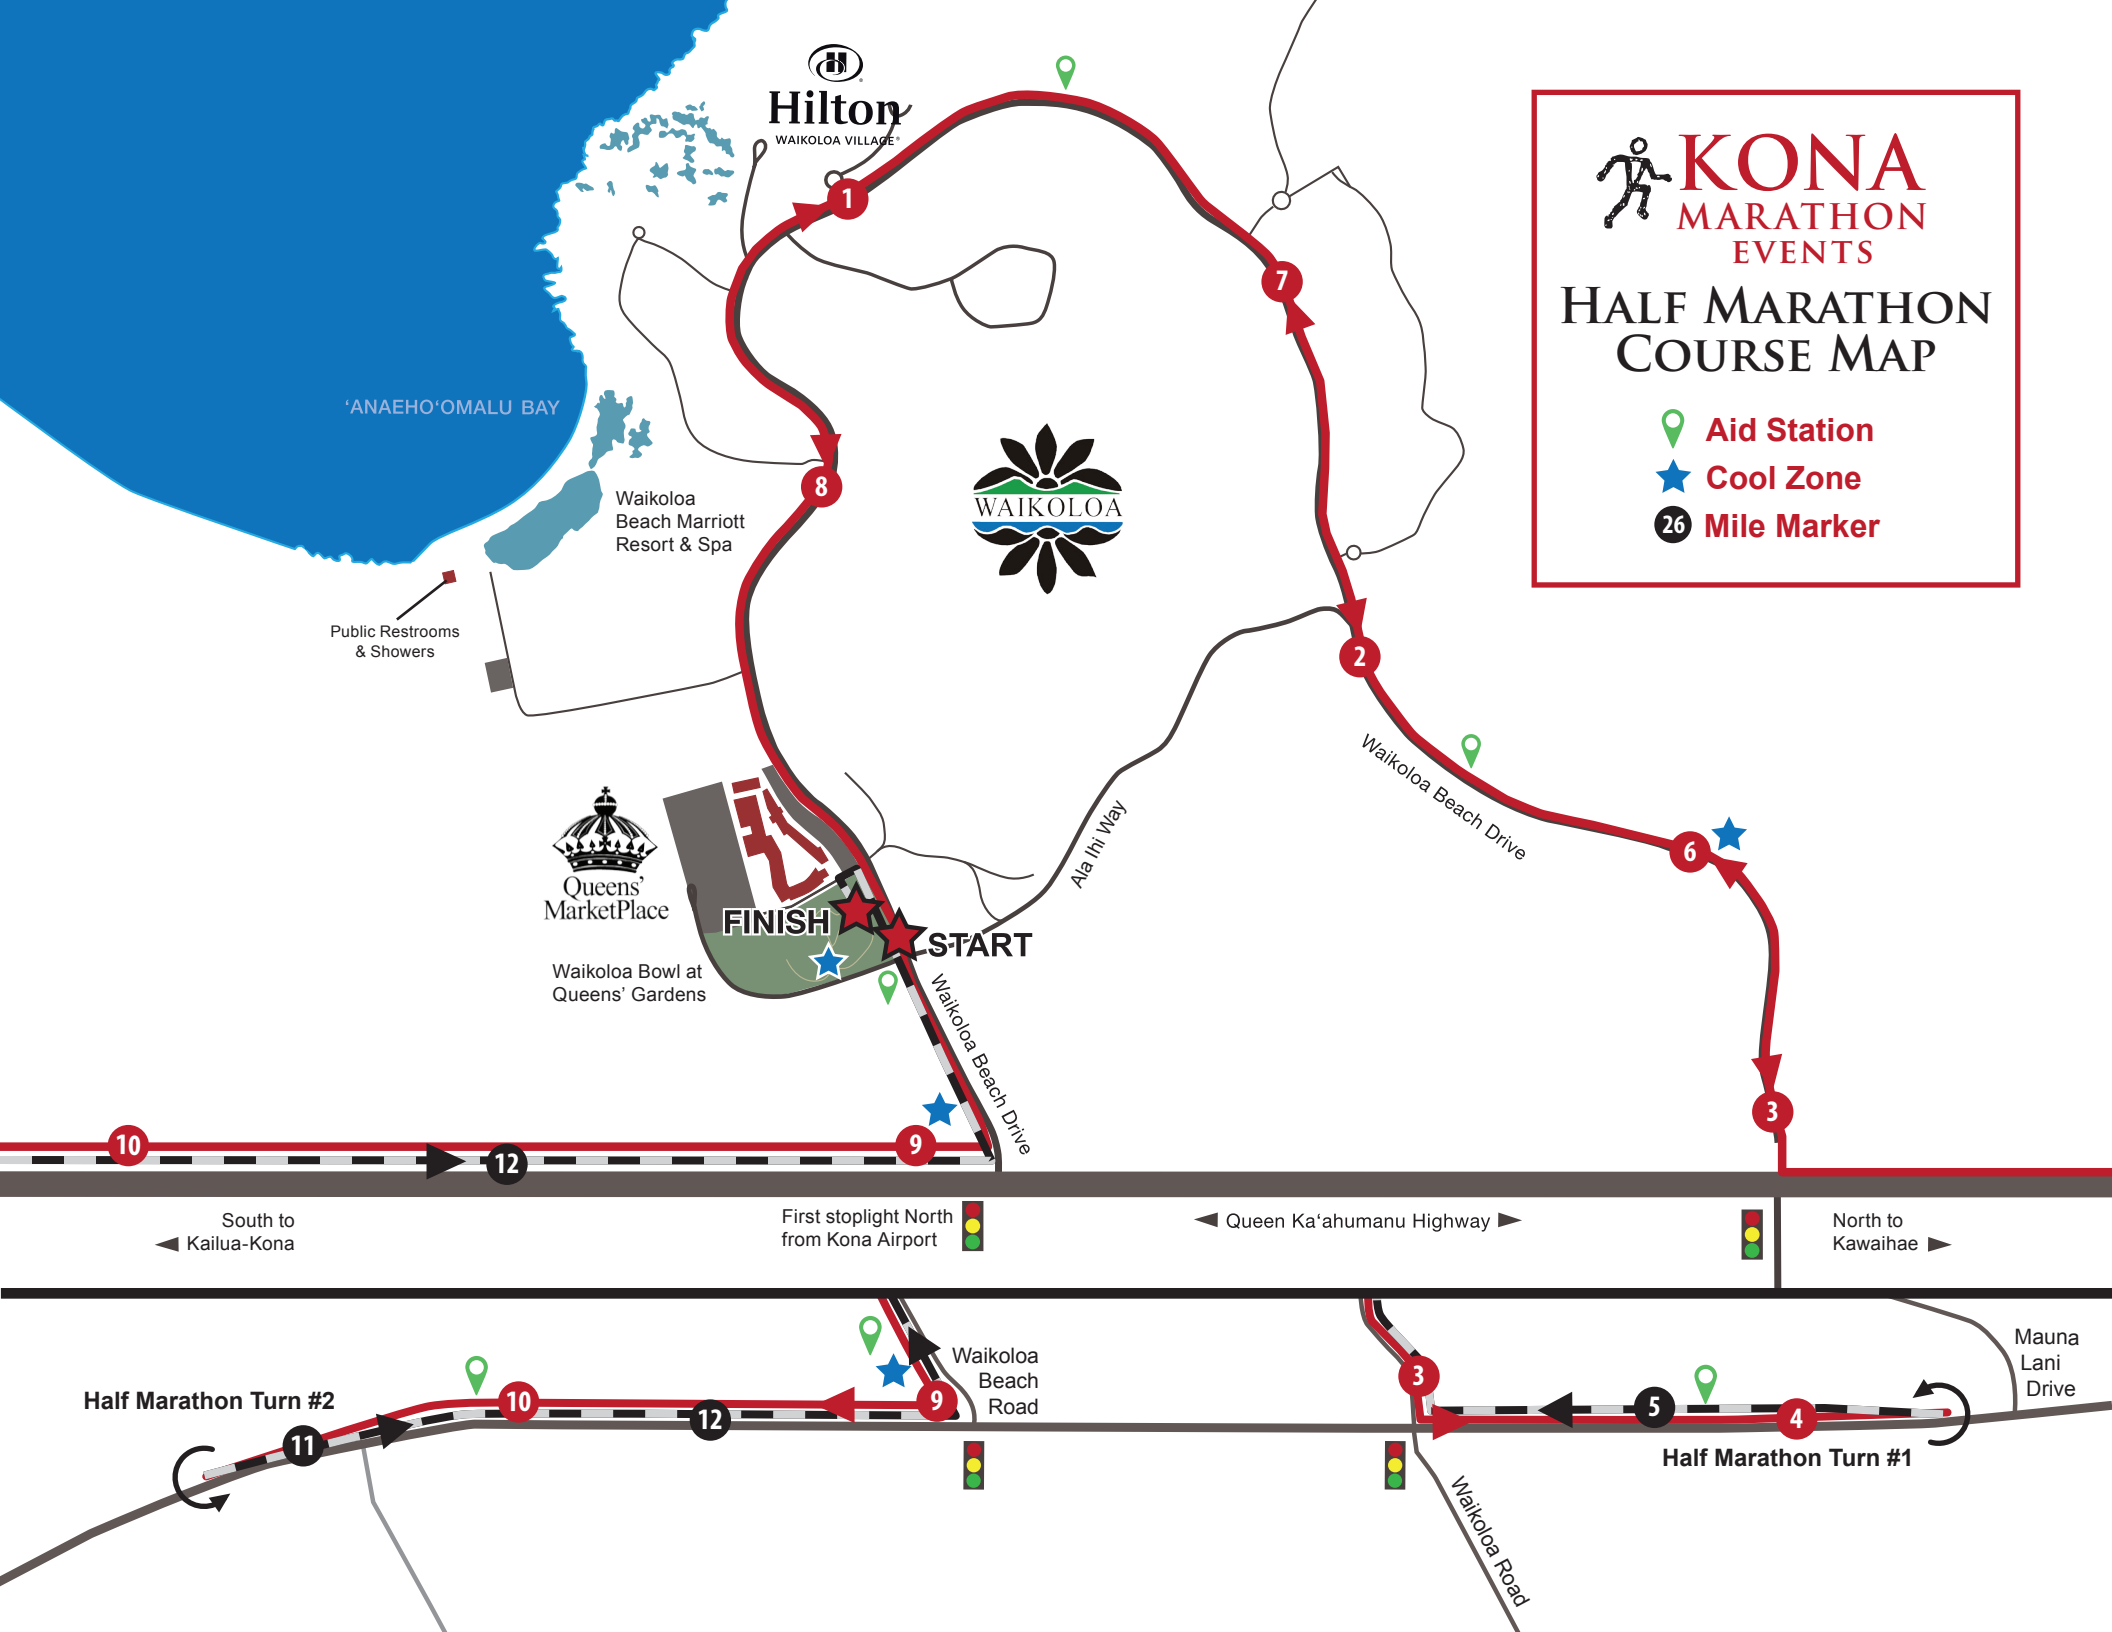 Hilton
WAIKOLOA VILLAGE®
1
7
KONA
MARATHON
EVENTS
HALF MARATHON
COURSE MAP
Aid Station
Cool Zone
26 Mile Marker
‘ANAEHO‘OMALU BAY
8
WAIKOLOA
Waikoloa
Beach Marriott
Resort & Spa
Public Restrooms
& Showers
2
Waikoloa Beach Drive
6
Ala Ihi Way
Queens’
MarketPlace
FINISH
START
Waikoloa Bowl at
Queens’ Gardens
Waikoloa Beach Drive
3
10
9
12
South to
Kailua-Kona
First stoplight North
from Kona Airport
Queen Ka‘ahumanu Highway
North to
Kawaihae
Waikoloa
Beach
Road
Mauna
Lani
Drive
3
Half Marathon Turn #2
10
9
12
11
5
4
Half Marathon Turn #1
Waikoloa Road